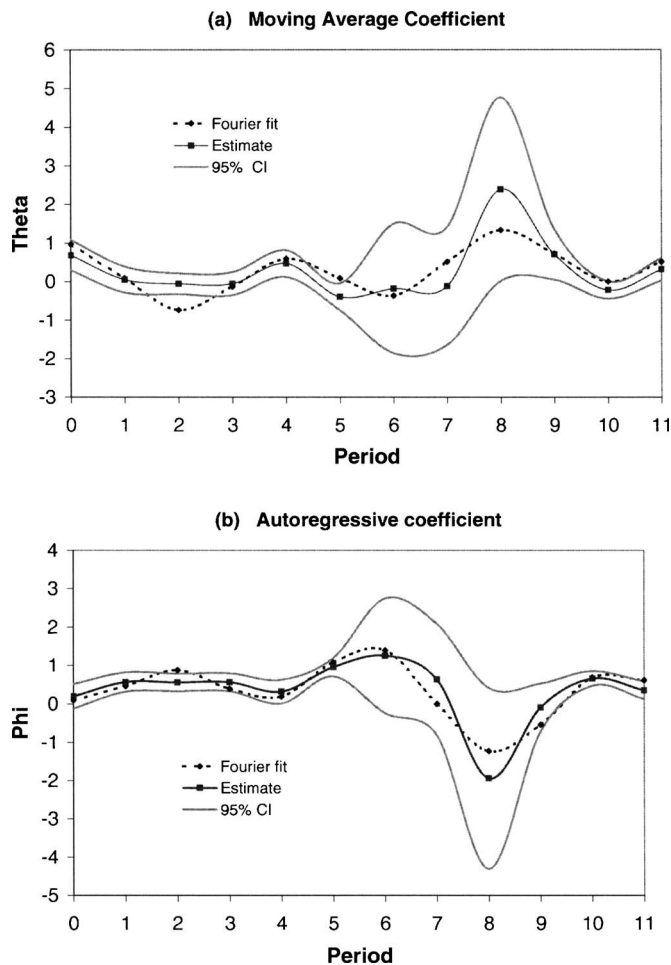 (a) Moving Average Coefficient
6
5
4
3
2
1
0
-1
-2
-3
Theta
Fourier fit
Estimate
95% CI
0 1 2 3 4 5 6 7 8 9 10 11
Period
(b) Autoregressive coefficient
4
3
2
1
0
-1
-2
-3
-4
-5
Phi
Fourier fit
Estimate
95% CI
0 1 2 3 4 5 6 7 8 9 10 11
Period